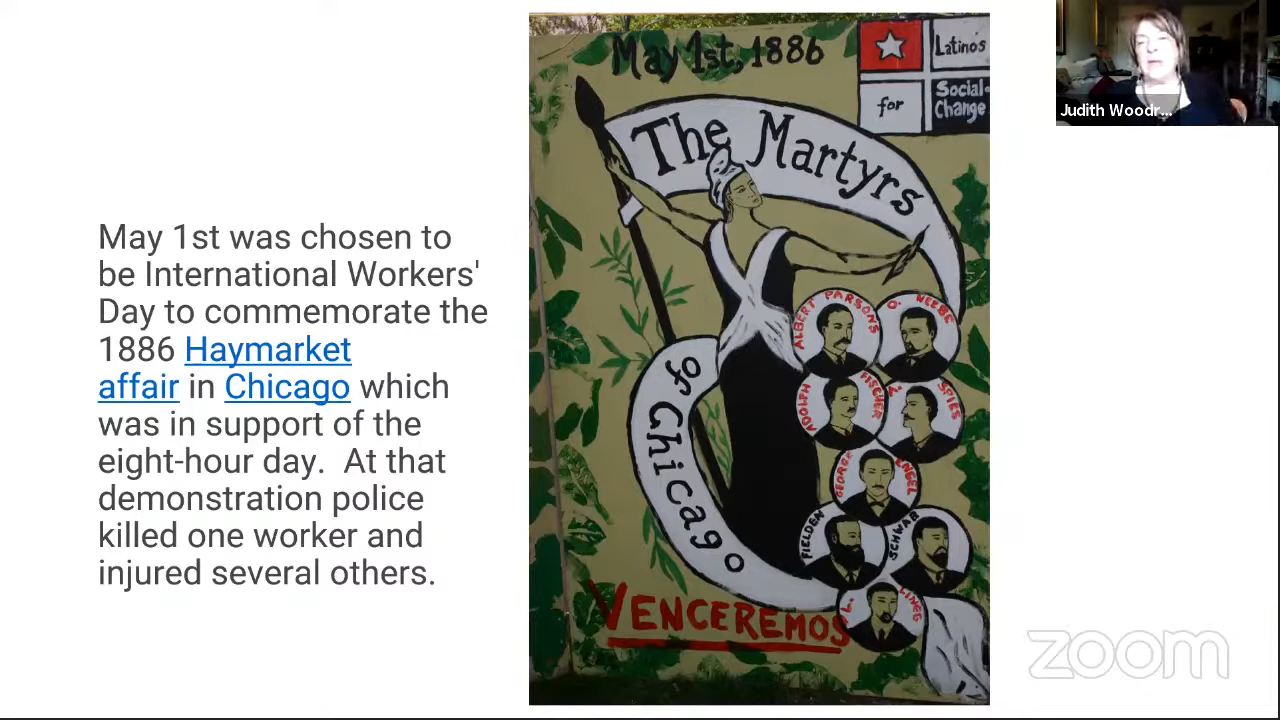 May 1st was chosen to
be International Workers'
Day to commemorate the
1886 Haymarket
affair in Chicago which
was in support of the
eight-hour day.  At that
demonstration police
killed one worker and
injured several others.
May 1st, 1886
Latinos
for Social-
Change
The Martyrs
of Chicago
ALBERT PARSONS
O. NEEBE
ADOLPH FISCHER
A. SPIES
GEORGE ENGEL
FIELDEN
SCHWAB
L. LINGG
VENCEREMOS
Judith Woodr...
zoom